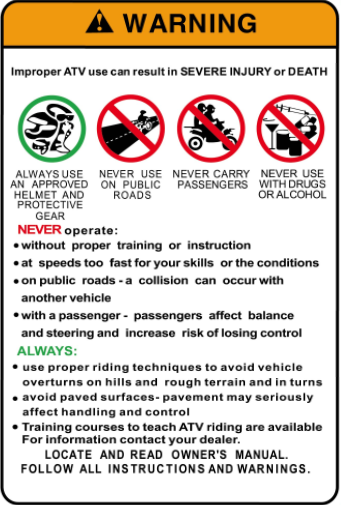 WARNING
Improper ATV use can result in SEVERE INJURY or DEATH
ALWAYS USE
AN APPROVED
HELMET AND
PROTECTIVE
GEAR
NEVER USE
ON PUBLIC
ROADS
NEVER CARRY
PASSENGERS
NEVER USE
WITH DRUGS
OR ALCOHOL
NEVER operate:
• without proper training or instruction
• at speeds too fast for your skills or the conditions
• on public roads - a collision can occur with
another vehicle
• with a passenger - passengers affect balance
and steering and increase risk of losing control
ALWAYS:
• use proper riding techniques to avoid vehicle
overturns on hills and rough terrain and in turns
• avoid paved surfaces - pavement may seriously
affect handling and control
• Training courses to teach ATV riding are available
For information contact your dealer.
LOCATE AND READ OWNER'S MANUAL.
FOLLOW ALL INSTRUCTIONS AND WARNINGS.